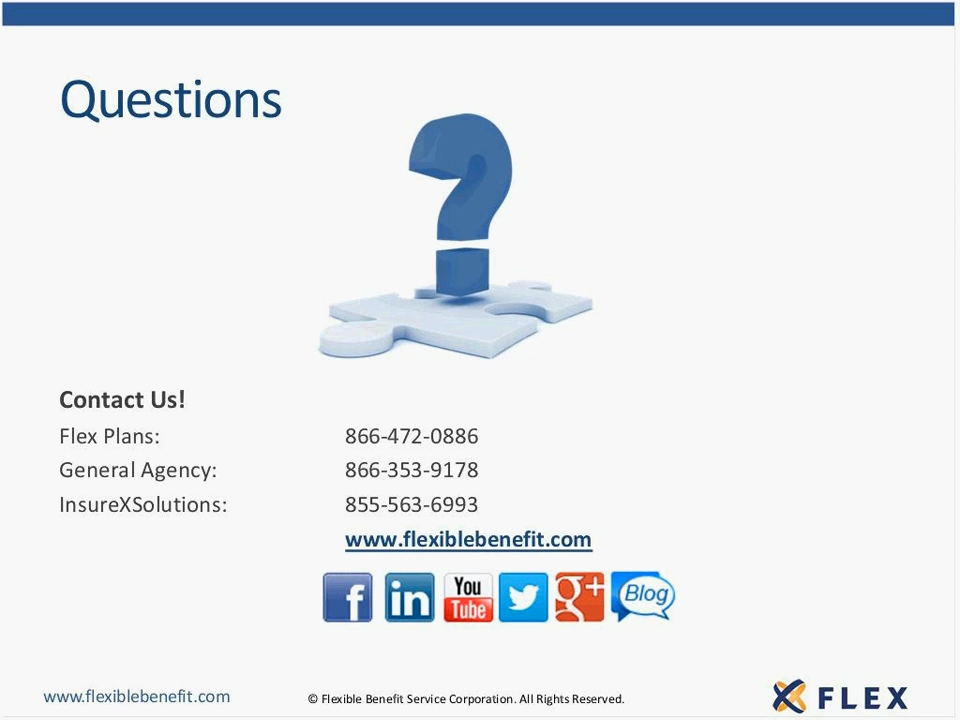 Questions
?
Contact Us!
Flex Plans: 866-472-0886
General Agency: 866-353-9178
InsureXSolutions: 855-563-6993
www.flexiblebenefit.com
f in You Tube g+ Blog
www.flexiblebenefit.com © Flexible Benefit Service Corporation. All Rights Reserved. FLEX